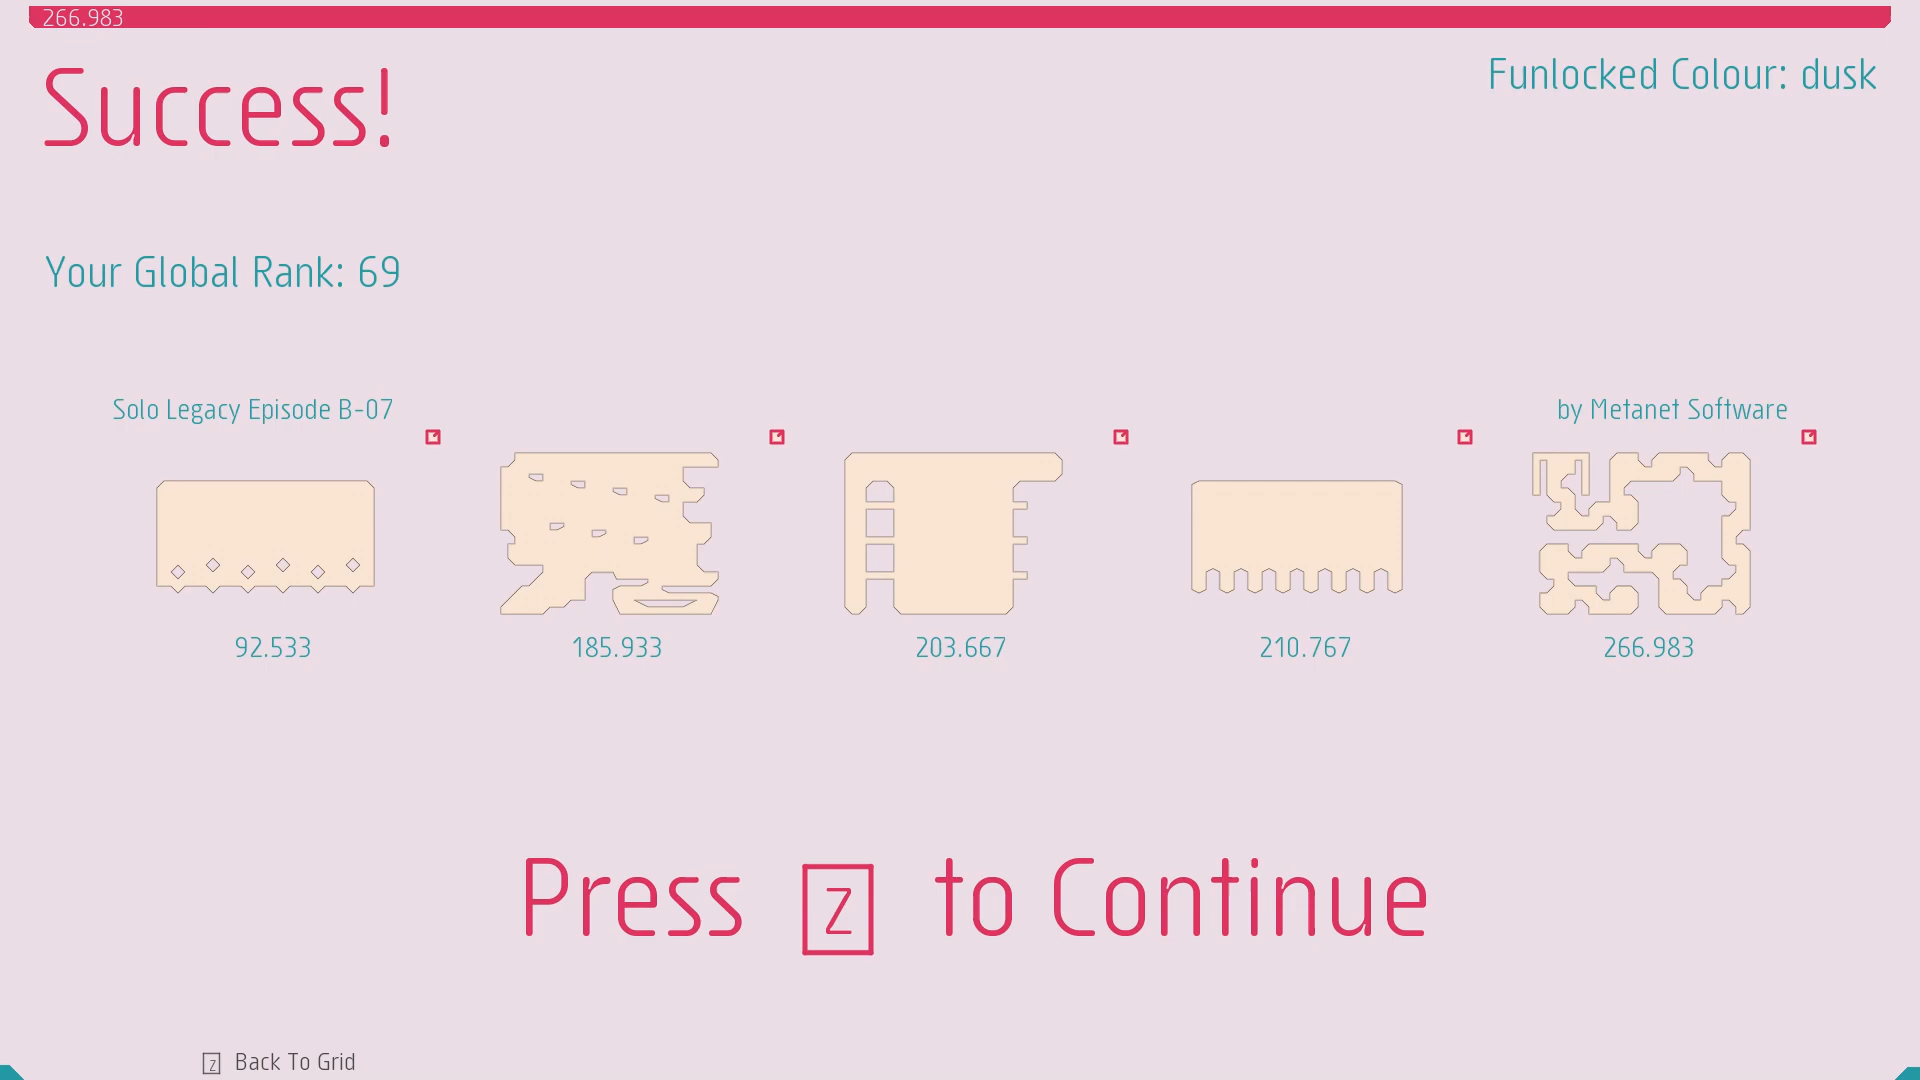 266.983
Success!
Funlocked Colour: dusk
Your Global Rank: 69
Solo Legacy Episode B-07
by Metanet Software
92.533
185.933
203.667
210.767
266.983
Press Z to Continue
Z Back To Grid